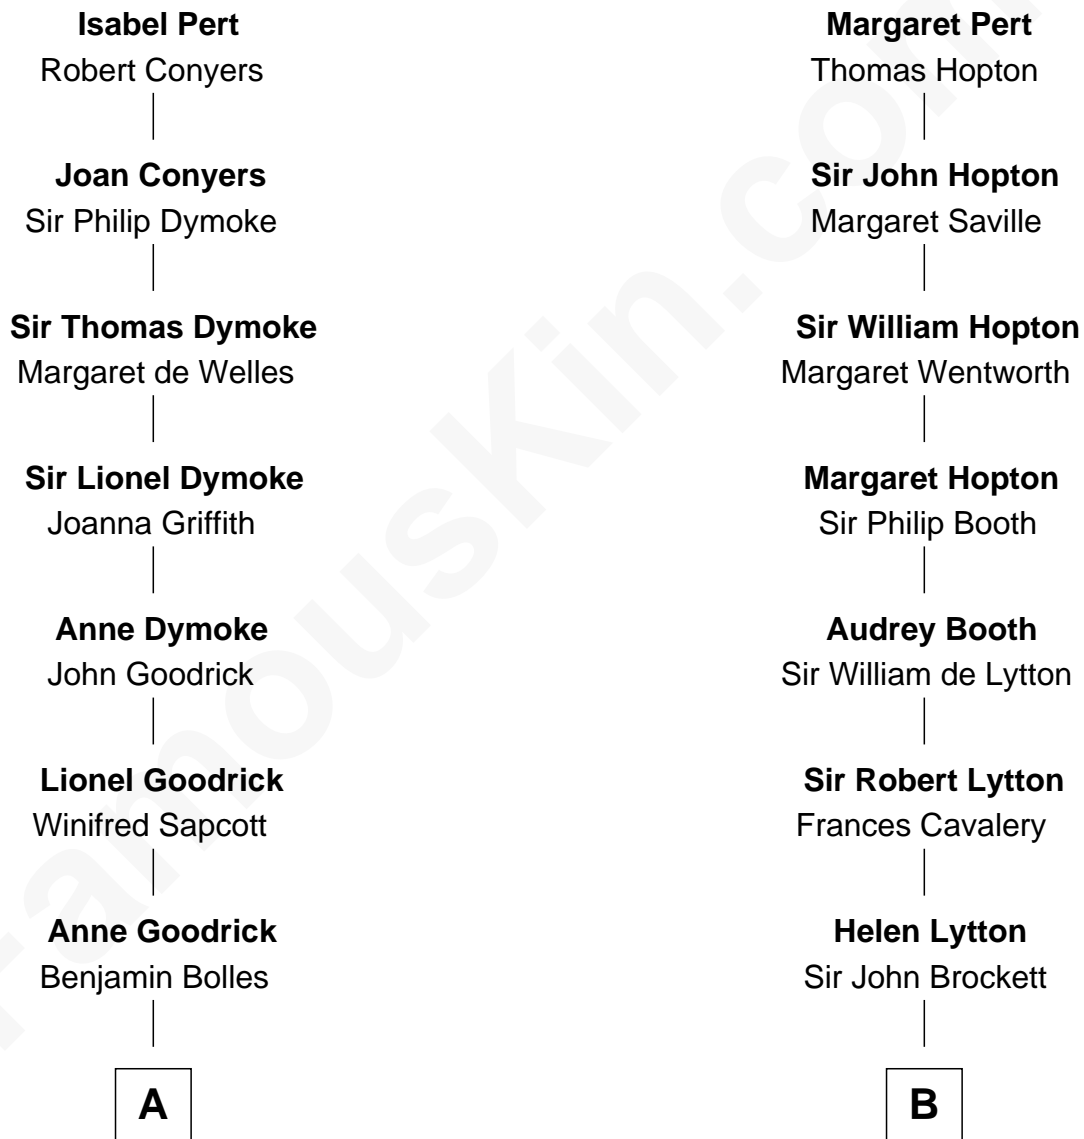 Isabel Pert
Robert Conyers
Joan Conyers
Sir Philip Dymoke
Sir Thomas Dymoke
Margaret de Welles
Sir Lionel Dymoke
Joanna Griffith
Anne Dymoke
John Goodrick
Lionel Goodrick
Winifred Sapcott
Anne Goodrick
Benjamin Bolles
A
Margaret Pert
Thomas Hopton
Sir John Hopton
Margaret Saville
Sir William Hopton
Margaret Wentworth
Margaret Hopton
Sir Philip Booth
Audrey Booth
Sir William de Lytton
Sir Robert Lytton
Frances Cavalery
Helen Lytton
Sir John Brockett
B
FamousKin.com